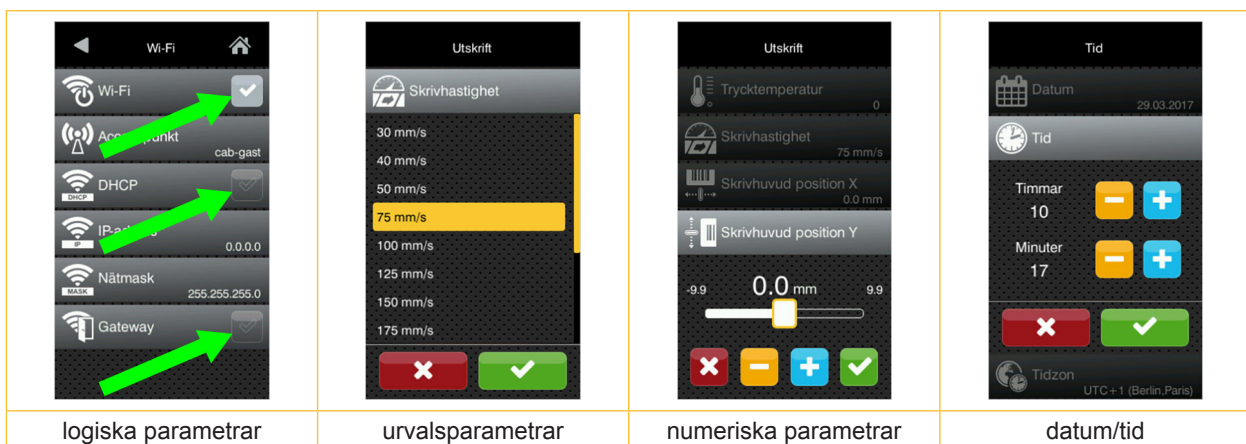 Wi-Fi
Wi-Fi
cab-gast
DHCP
DHCP
IP
0.0.0.0
Nätmask
MASK
255.255.255.0
Gateway
logiska parametrar
Utskrift
Skrivhastighet
30 mm/s
40 mm/s
50 mm/s
75 mm/s
100 mm/s
125 mm/s
150 mm/s
175 mm/s
urvalsparametrar
Utskrift
Trycktemperatur
0
Skrivhastighet
75 mm/s
Skrivhuvud position X
0.0 mm
Skrivhuvud position Y
-9.9 0.0 mm 9.9
numeriska parametrar
Tid
Datum
29.03.2017
Tid
Timmar
10
Minuter
17
Tidzon
UTC+1 (Berlin,Paris)
datum/tid